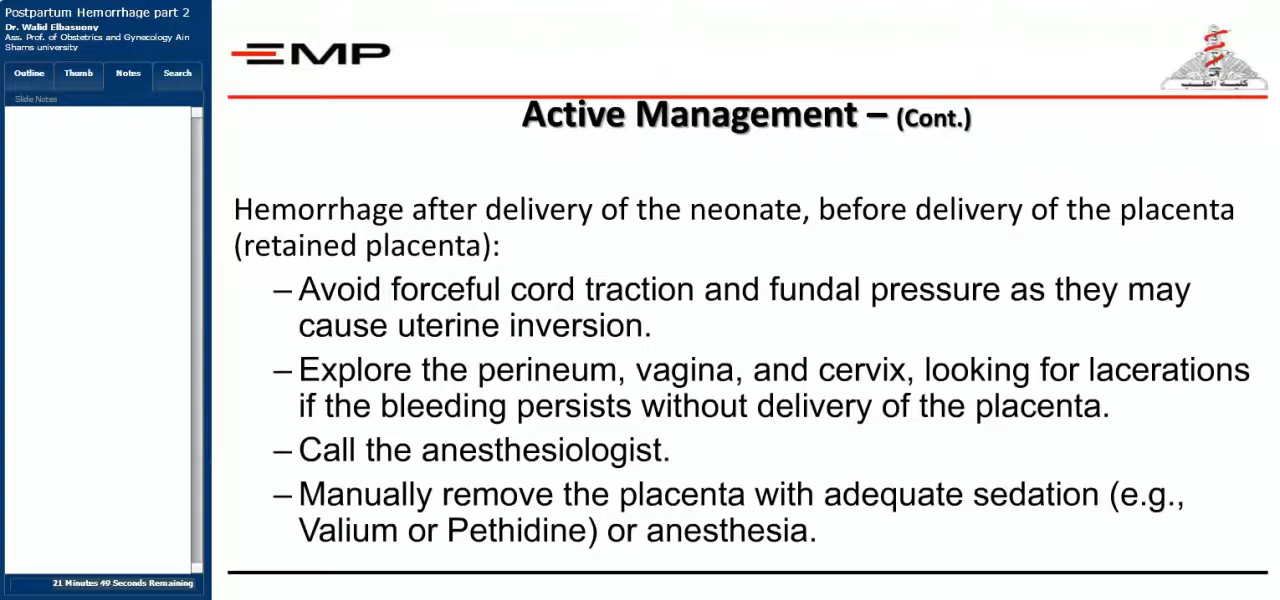 Postpartum Hemorrhage part 2
Dr. Walid Elbasuony
Ass. Prof. of Obstetrics and Gynecology Ain
Shams university
Outline Thumb Notes Search
Slide Notes
21 Minutes 49 Seconds Remaining
EMP
كلية الطب
Active Management – (Cont.)
Hemorrhage after delivery of the neonate, before delivery of the placenta
(retained placenta):
– Avoid forceful cord traction and fundal pressure as they may
cause uterine inversion.
– Explore the perineum, vagina, and cervix, looking for lacerations
if the bleeding persists without delivery of the placenta.
– Call the anesthesiologist.
– Manually remove the placenta with adequate sedation (e.g.,
Valium or Pethidine) or anesthesia.